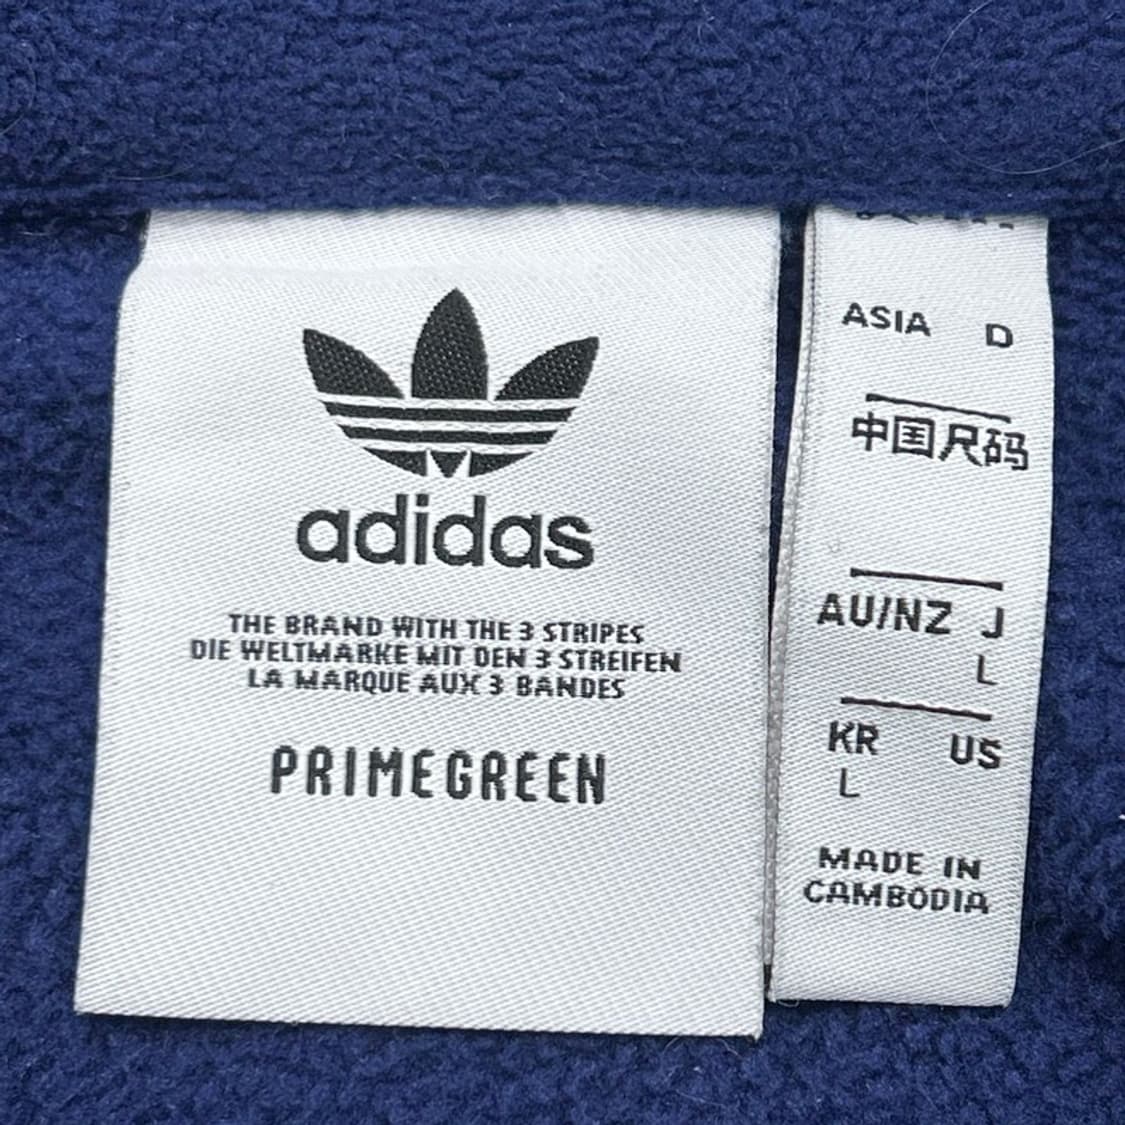 adidas
THE BRAND WITH THE 3 STRIPES
DIE WELTMARKE MIT DEN 3 STREIFEN
LA MARQUE AUX 3 BANDES
PRIMEGREEN
ASIA D
中国尺码
AU/NZ J
L
KR US
L
MADE IN
CAMBODIA